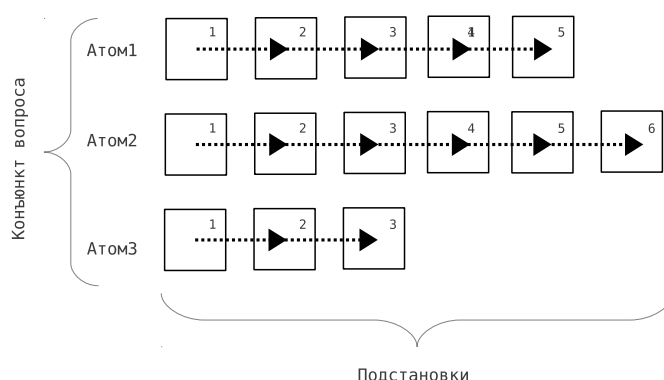 Атом1 1 2 3 4 5
Атом2 1 2 3 4 5 6
Атом3 1 2 3
Конъюнкт вопроса
Подстановки